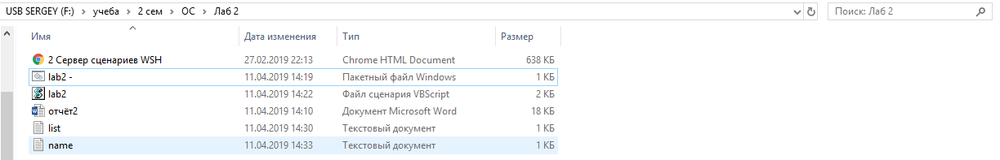 USB SERGEY (F:) учеба 2 сем ОС Лаб 2 Поиск: Лаб 2
Имя Дата изменения Тип Размер
2 Сервер сценариев WSH 27.02.2019 22:13 Chrome HTML Document 638 КБ
lab2 - 11.04.2019 14:19 Пакетный файл Windows 1 КБ
lab2 11.04.2019 14:22 Файл сценария VBScript 2 КБ
отчёт2 11.04.2019 14:10 Документ Microsoft Word 18 КБ
list 11.04.2019 14:30 Текстовый документ 1 КБ
name 11.04.2019 14:33 Текстовый документ 1 КБ